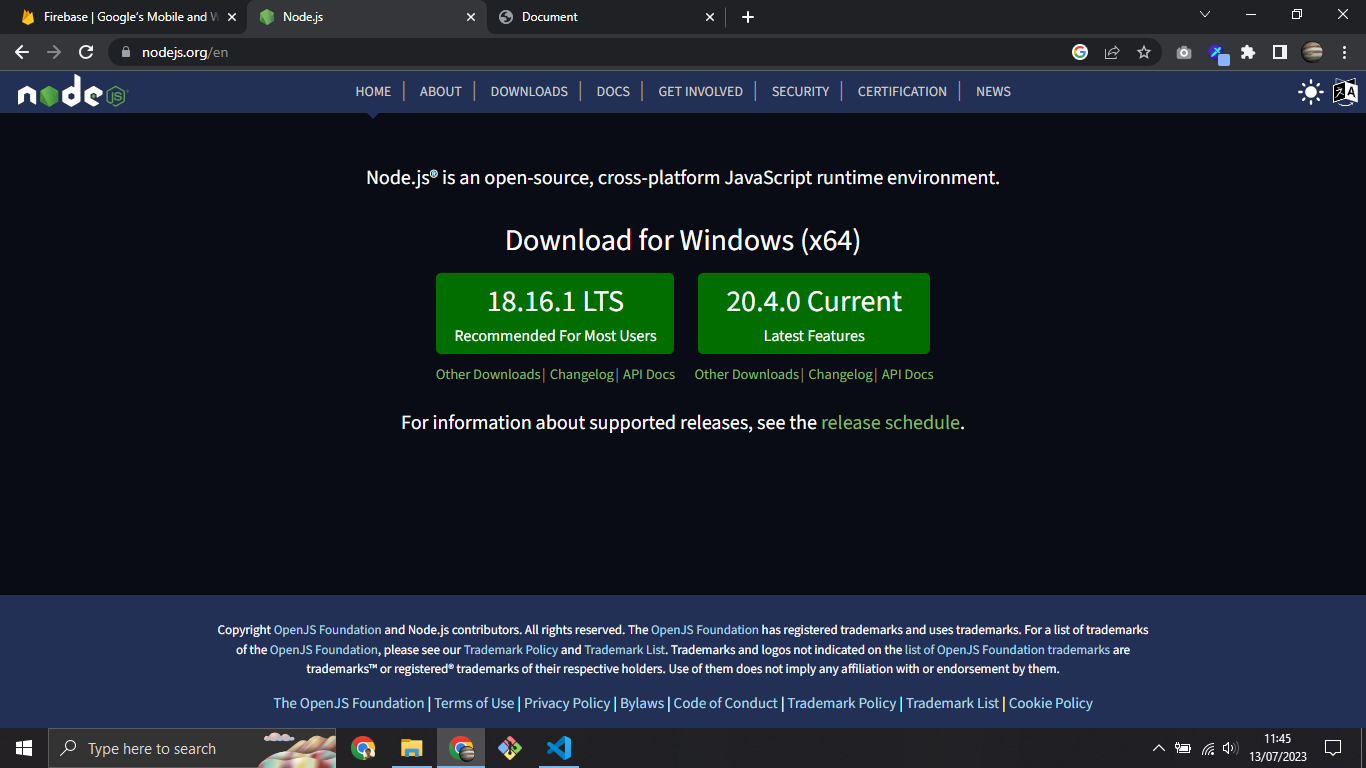 Firebase | Google's Mobile and W
Node.js
Document
nodejs.org/en
node
JS
HOME
ABOUT
DOWNLOADS
DOCS
GET INVOLVED
SECURITY
CERTIFICATION
NEWS
Node.js® is an open-source, cross-platform JavaScript runtime environment.
Download for Windows (x64)
18.16.1 LTS
Recommended For Most Users
20.4.0 Current
Latest Features
Other Downloads | Changelog | API Docs
Other Downloads | Changelog | API Docs
For information about supported releases, see the release schedule.
Copyright OpenJS Foundation and Node.js contributors. All rights reserved. The OpenJS Foundation has registered trademarks and uses trademarks. For a list of trademarks
of the OpenJS Foundation, please see our Trademark Policy and Trademark List. Trademarks and logos not indicated on the list of OpenJS Foundation trademarks are
trademarks™ or registered® trademarks of their respective holders. Use of them does not imply any affiliation with or endorsement by them.
The OpenJS Foundation | Terms of Use | Privacy Policy | Bylaws | Code of Conduct | Trademark Policy | Trademark List | Cookie Policy
Type here to search
11:45
13/07/2023